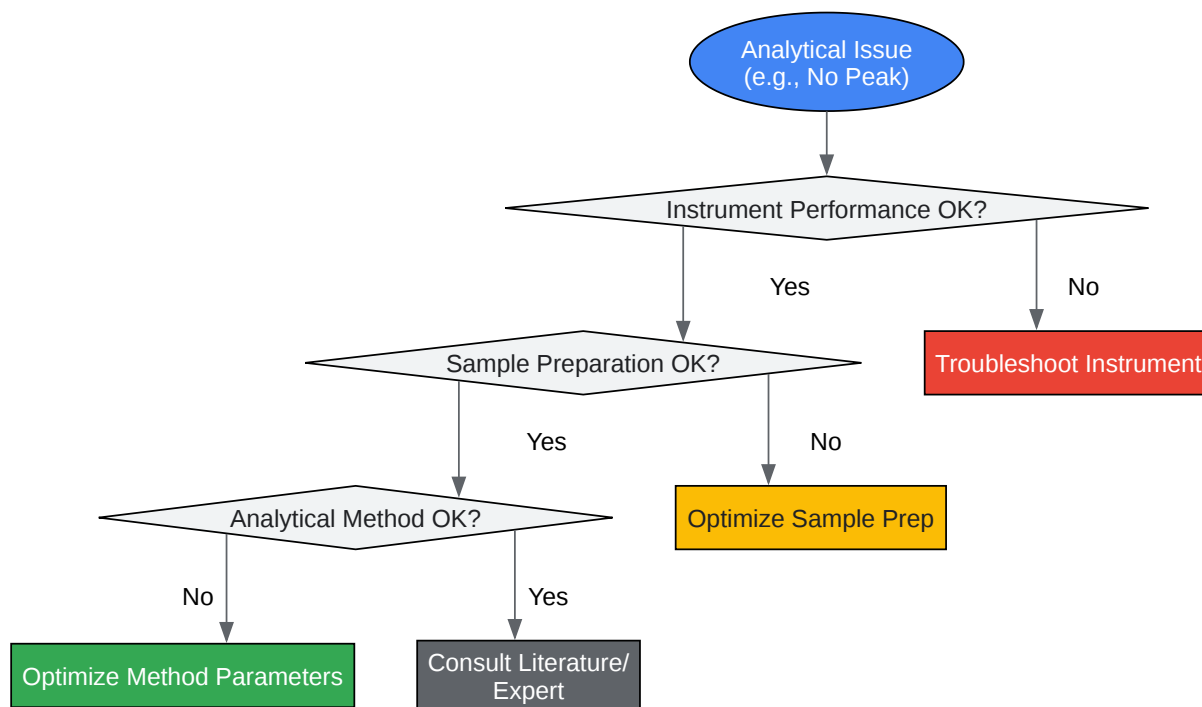 Analytical Issue
(e.g., No Peak)
Instrument Performance OK?
Yes
No
Sample Preparation OK?
Troubleshoot Instrument
Yes
No
Analytical Method OK?
Optimize Sample Prep
No
Yes
Optimize Method Parameters
Consult Literature/
Expert